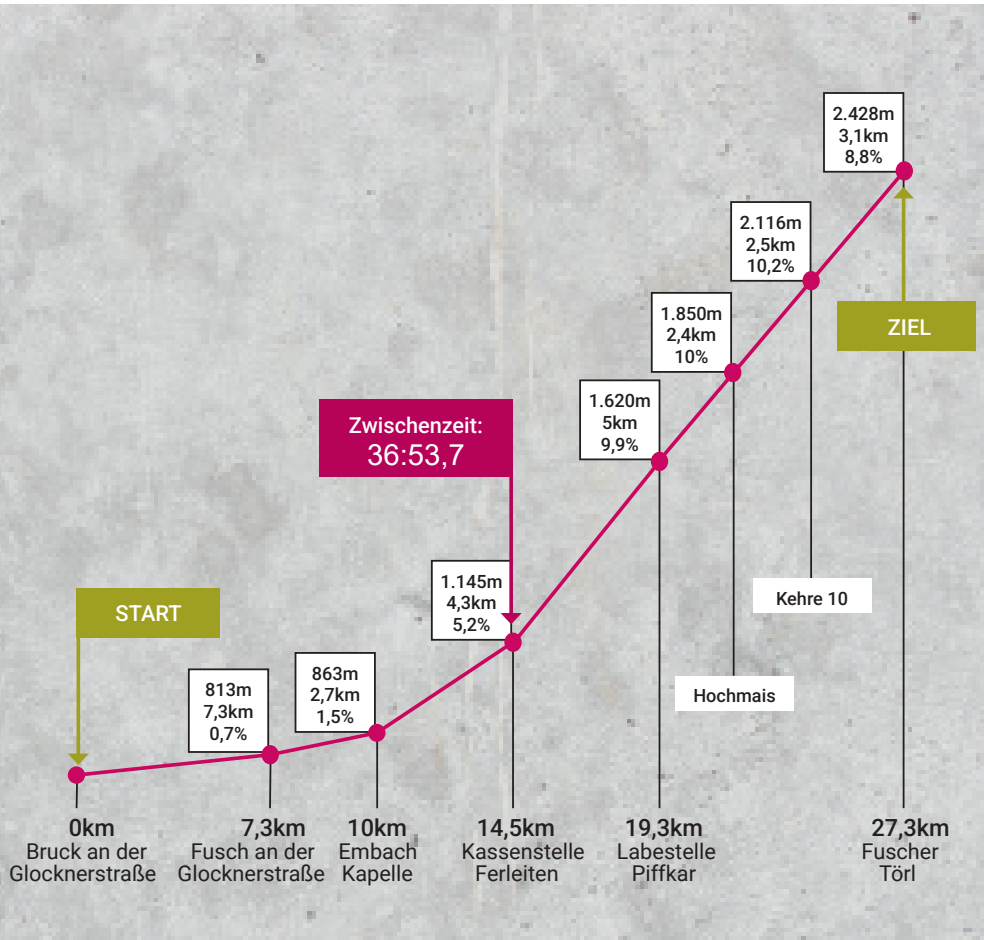 2.428m
3,1km
8,8%
2.116m
2,5km
10,2%
ZIEL
1.850m
2,4km
10%
1.620m
5km
9,9%
Zwischenzeit:
36:53,7
1.145m
4,3km
5,2%
Kehre 10
START
863m
2,7km
1,5%
813m
7,3km
0,7%
Hochmais
0km
Bruck an der
Glocknerstraße
7,3km
Fusch an der
Glocknerstraße
10km
Embach
Kapelle
14,5km
Kassenstelle
Ferleiten
19,3km
Labestelle
Piffkar
27,3km
Fuscher
Törl